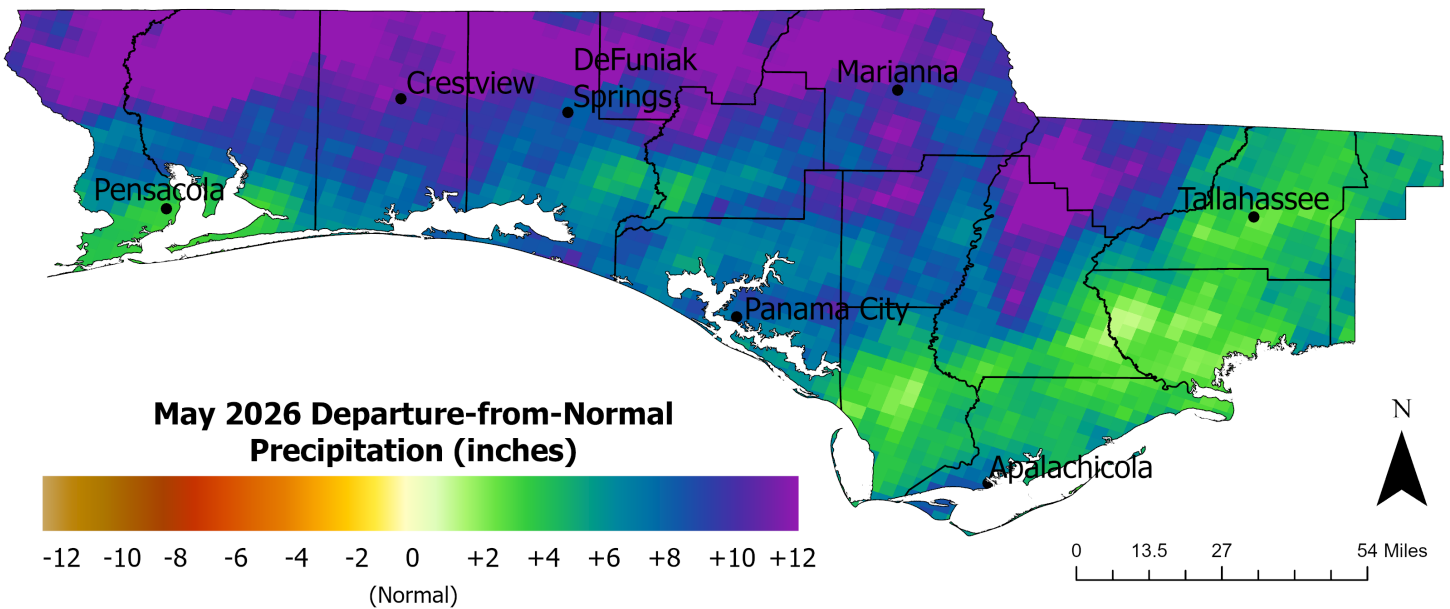 DeFuniak
Springs
Crestview
Marianna
Pensacola
Tallahassee
Panama City
Apalachicola
May 2026 Departure-from-Normal
Precipitation (inches)
-12 -10 -8 -6 -4 -2 0 +2 +4 +6 +8 +10 +12
(Normal)
N
0 13.5 27 54 Miles